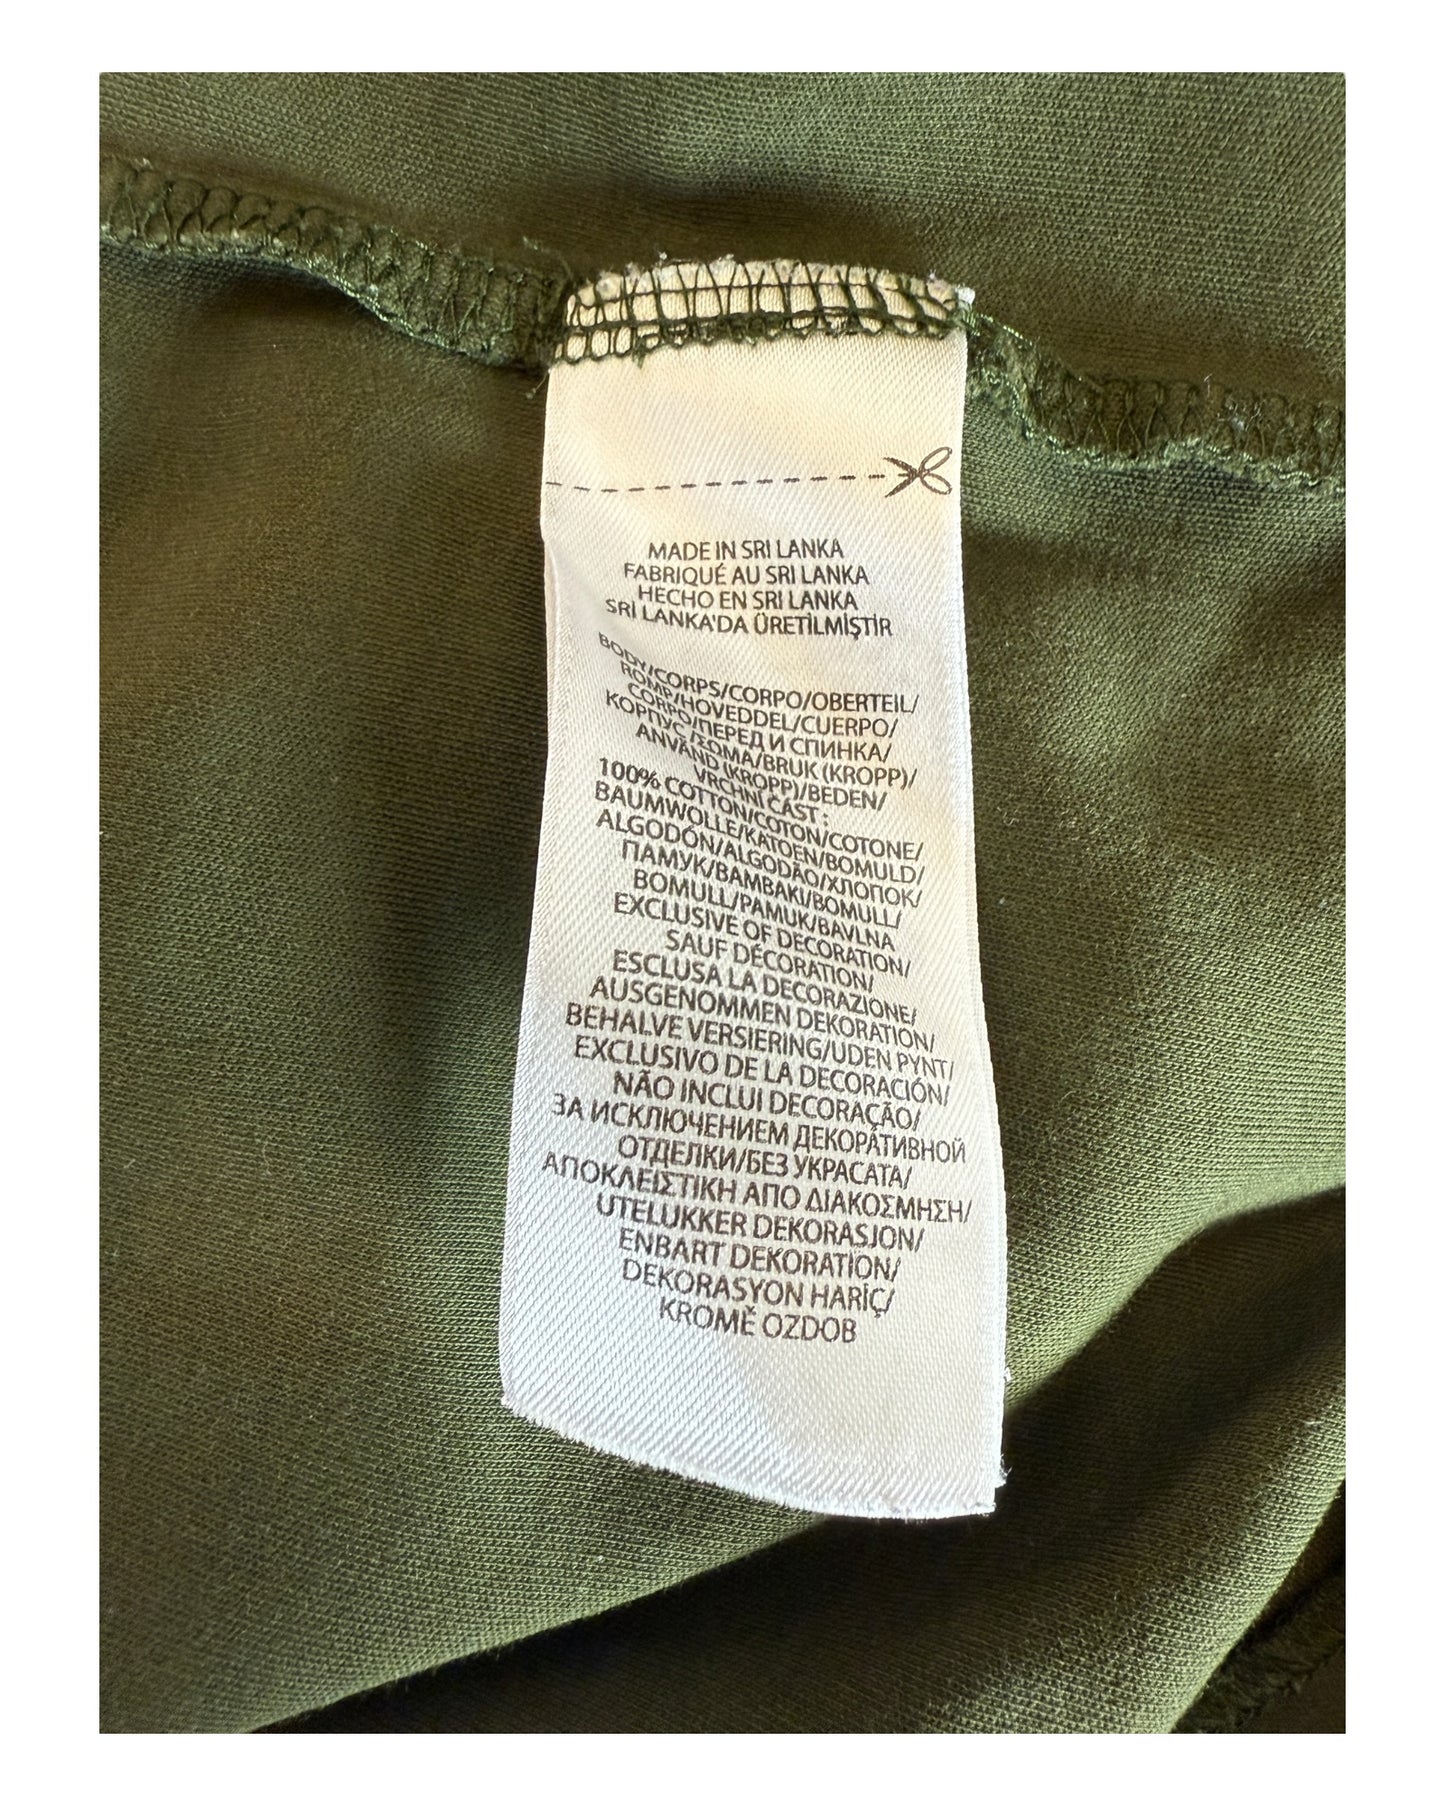 MADE IN SRI LANKA
FABRIQUÉ AU SRI LANKA
HECHO EN SRI LANKA
SRİ LANKA'DA ÜRETİLMİŞTİR
BODY/CORPS/CORPO/OBERTEIL/
ROMP/HOVEDDEL/CUERPO/
CORPO/ПЕРЕД И СПИНКА/
КОРПУС /ΣΩΜΑ/BRUK (KROPP)/
ANVÄND (KROPP)/BEDEN/
VRCHNÍ CÁST :
100% COTTON/COTON/COTONE/
BAUMWOLLE/KATOEN/BOMULD/
ALGODÓN/ALGODÃO/ХЛОПОК/
ПАМУК/ΒΑΜΒΑΚΙ/BOMULL/
BOMULL/PAMUK/BAVLNA
EXCLUSIVE OF DECORATION/
SAUF DÉCORATION/
ESCLUSA LA DECORAZIONE/
AUSGENOMMEN DEKORATION/
BEHALVE VERSIERING/UDEN PYNT/
EXCLUSIVO DE LA DECORACIÓN/
NÃO INCLUI DECORAÇÃO/
ЗА ИСКЛЮЧЕНИЕМ ДЕКОРАТИВНОЙ
ОТДЕЛКИ/БЕЗ УКРАСАТА/
ΑΠΟΚΛΕΙΣΤΙΚΗ ΑΠΟ ΔΙΑΚΟΣΜΗΣΗ/
UTELUKKER DEKORASJON/
ENBART DEKORATION/
DEKORASYON HARİÇ/
KROMĚ OZDOB